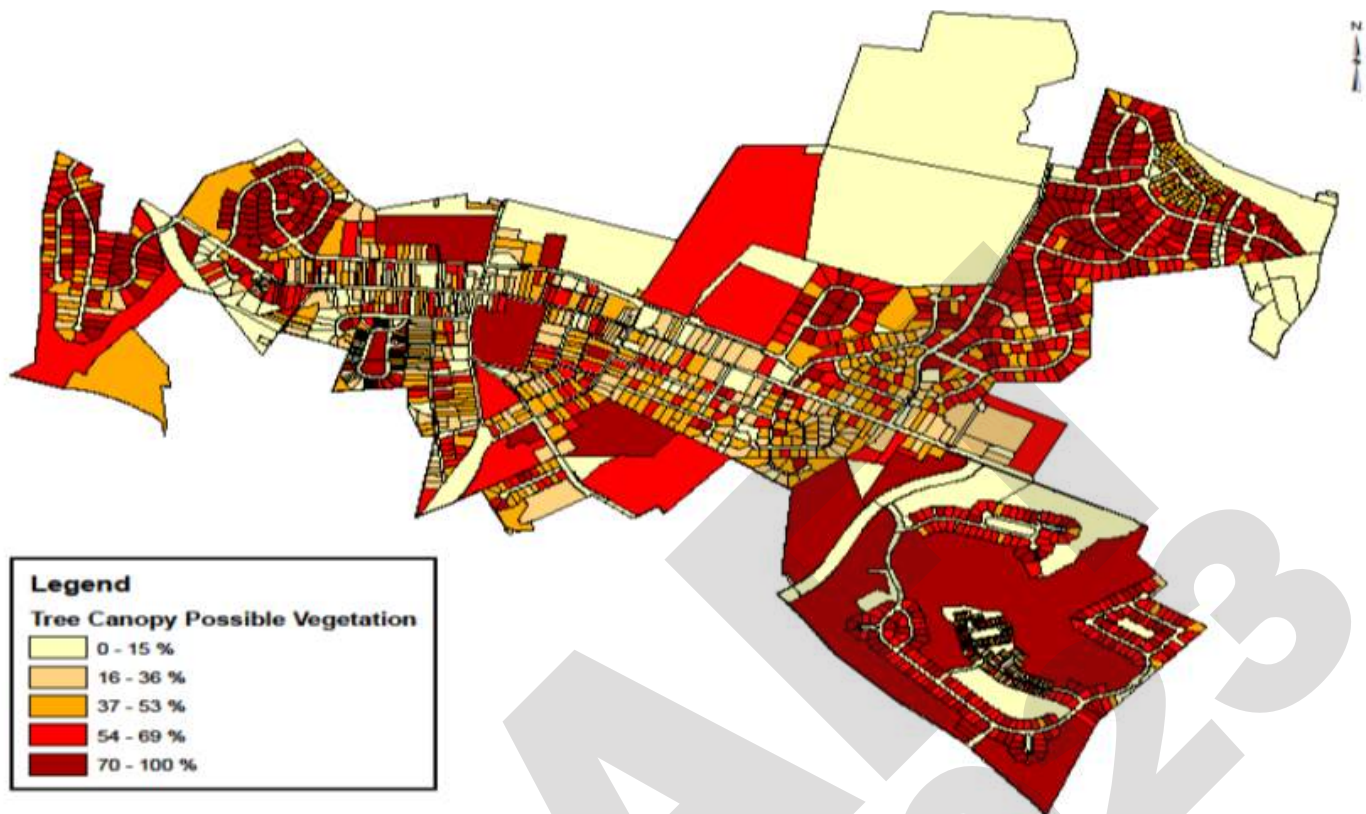 N
Legend
Tree Canopy Possible Vegetation
0 - 15 %
16 - 36 %
37 - 53 %
54 - 69 %
70 - 100 %